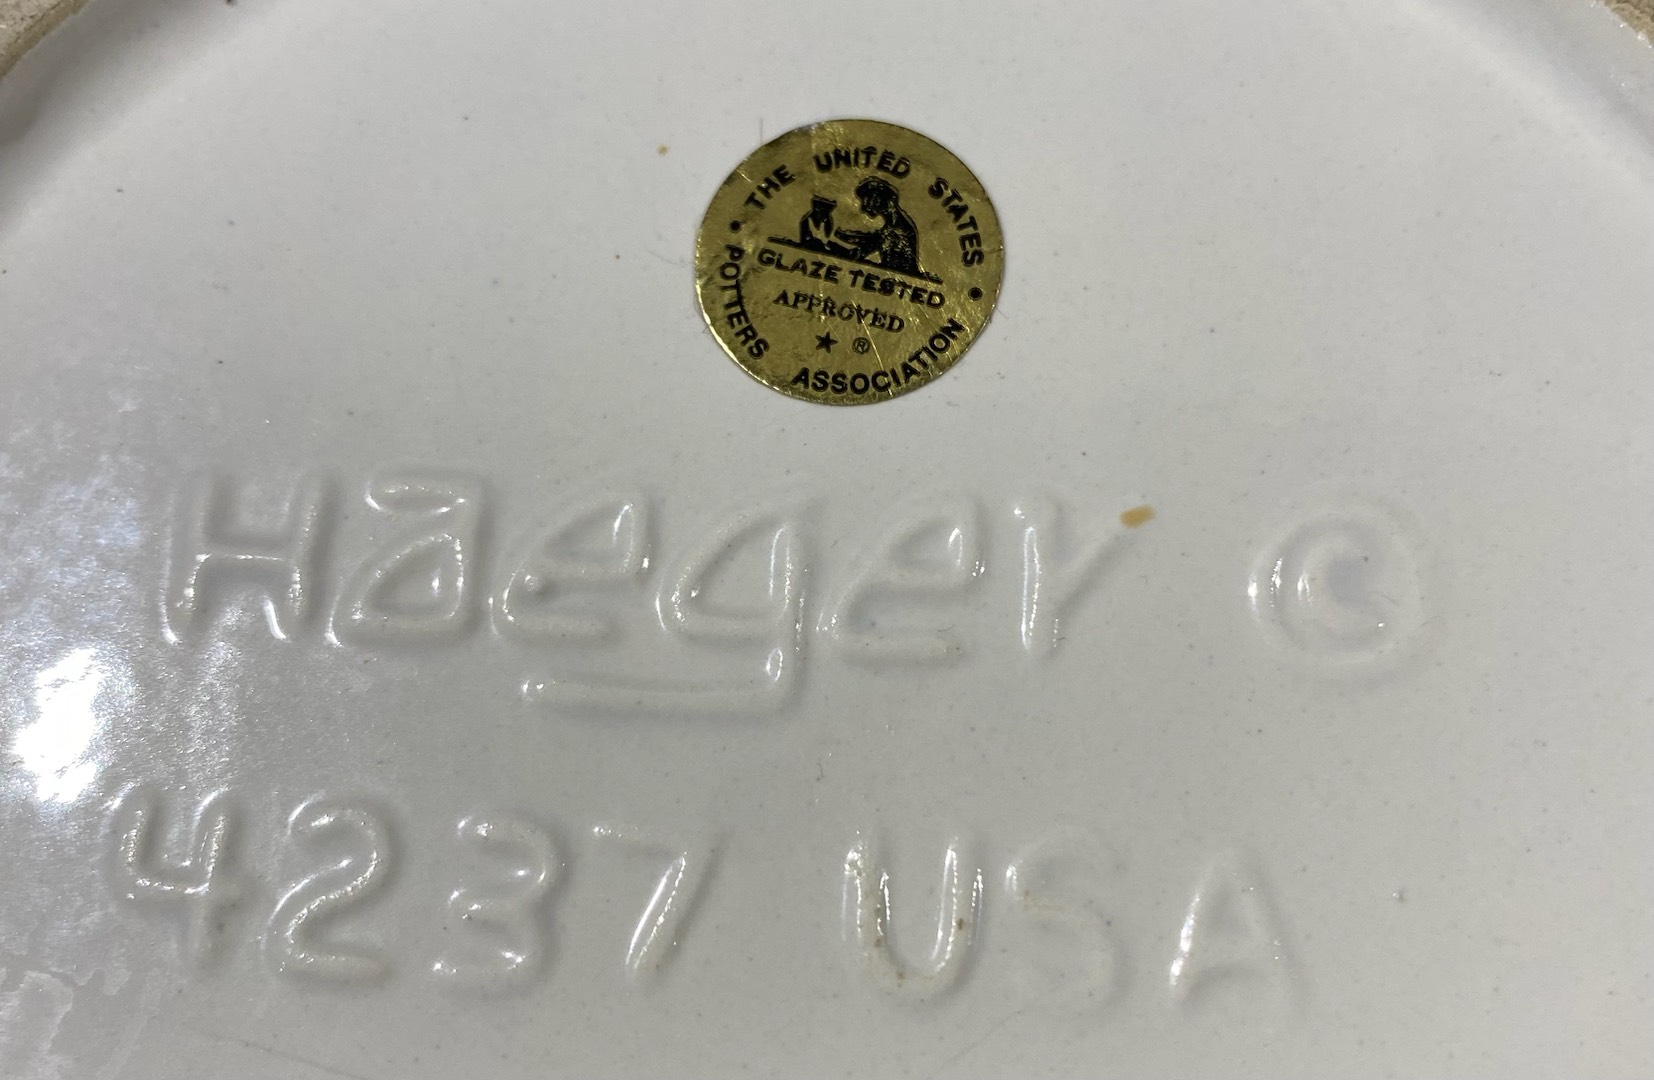 • THE UNITED STATES •
GLAZE TESTED
APPROVED
★ ®
POTTERS ASSOCIATION
Haeger ©
4237 USA